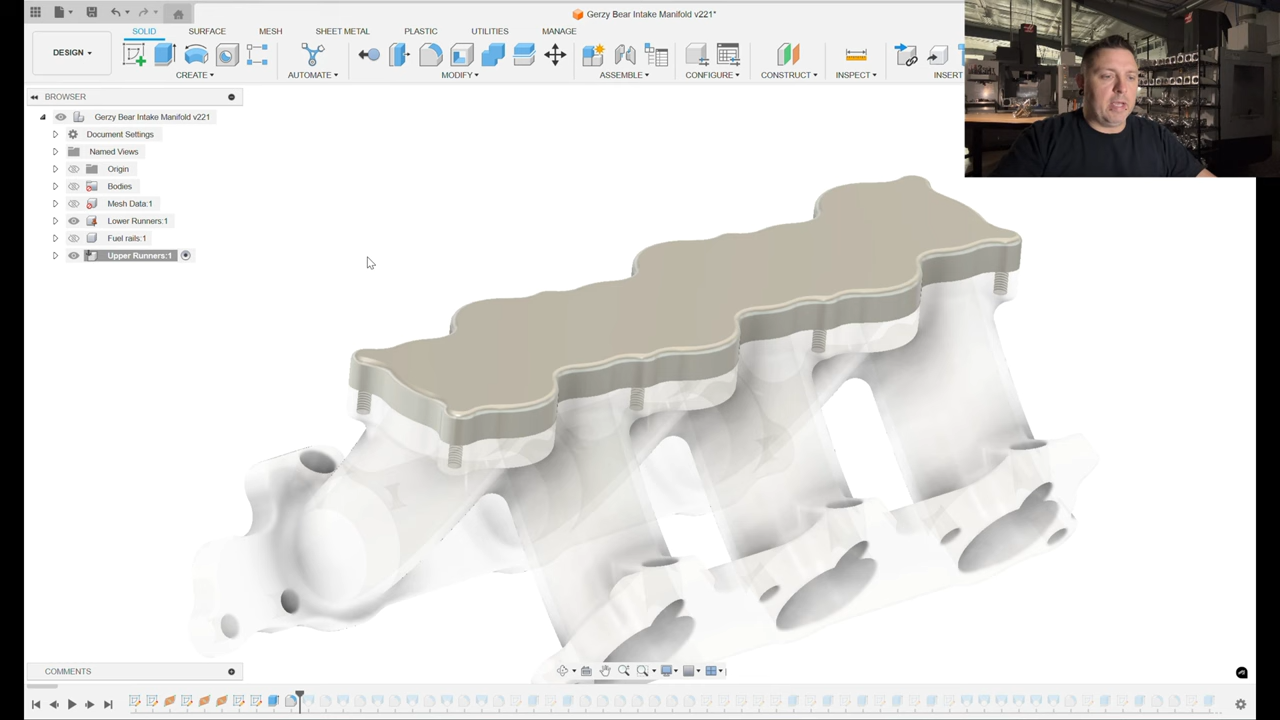 Gerzy Bear Intake Manifold v221*
SOLID SURFACE MESH SHEET METAL PLASTIC UTILITIES MANAGE
DESIGN
CREATE AUTOMATE MODIFY ASSEMBLE CONFIGURE CONSTRUCT INSPECT INSERT
BROWSER
Gerzy Bear Intake Manifold v221
Document Settings
Named Views
Origin
Bodies
Mesh Data:1
Lower Runners:1
Fuel rails:1
Upper Runners:1
COMMENTS